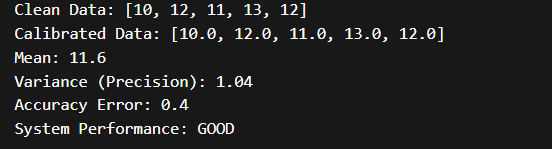 Clean Data: [10, 12, 11, 13, 12]
Calibrated Data: [10.0, 12.0, 11.0, 13.0, 12.0]
Mean: 11.6
Variance (Precision): 1.04
Accuracy Error: 0.4
System Performance: GOOD